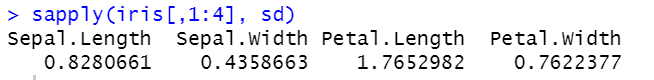 > sapply(iris[,1:4], sd)
Sepal.Length  Sepal.Width Petal.Length  Petal.Width
   0.8280661    0.4358663    1.7652982    0.7622377